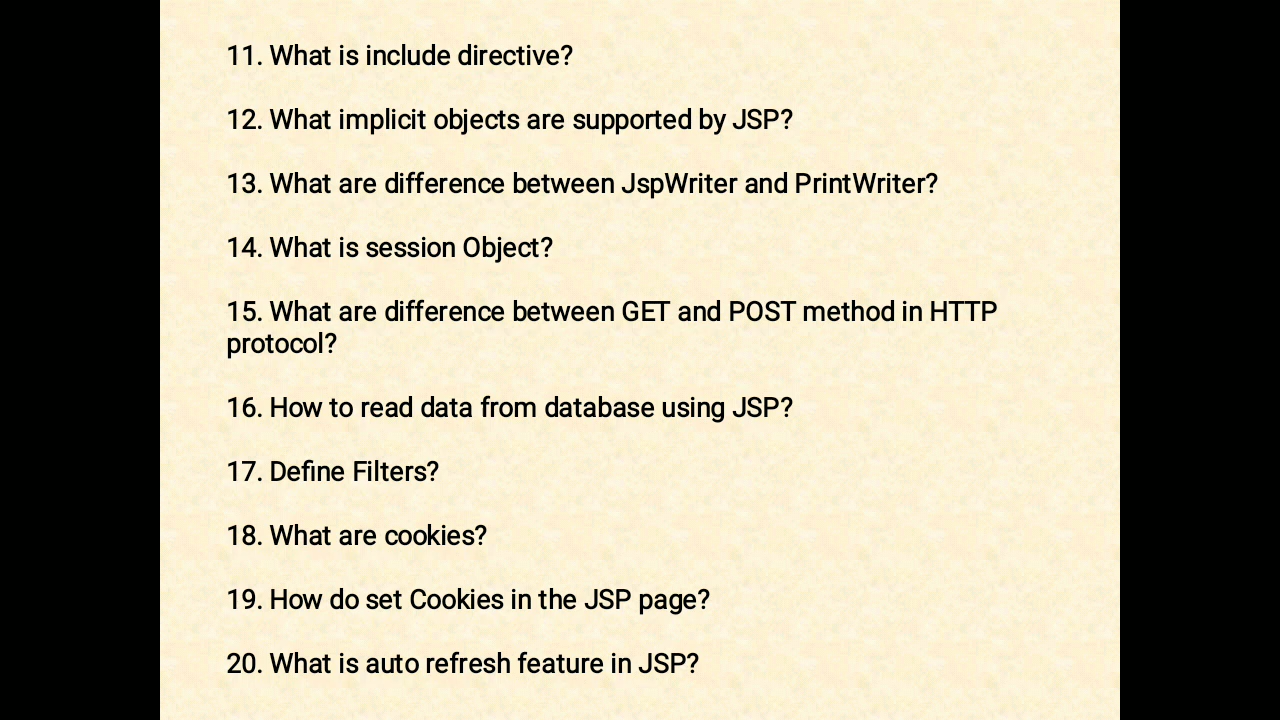 11. What is include directive?
12. What implicit objects are supported by JSP?
13. What are difference between JspWriter and PrintWriter?
14. What is session Object?
15. What are difference between GET and POST method in HTTP
protocol?
16. How to read data from database using JSP?
17. Define Filters?
18. What are cookies?
19. How do set Cookies in the JSP page?
20. What is auto refresh feature in JSP?